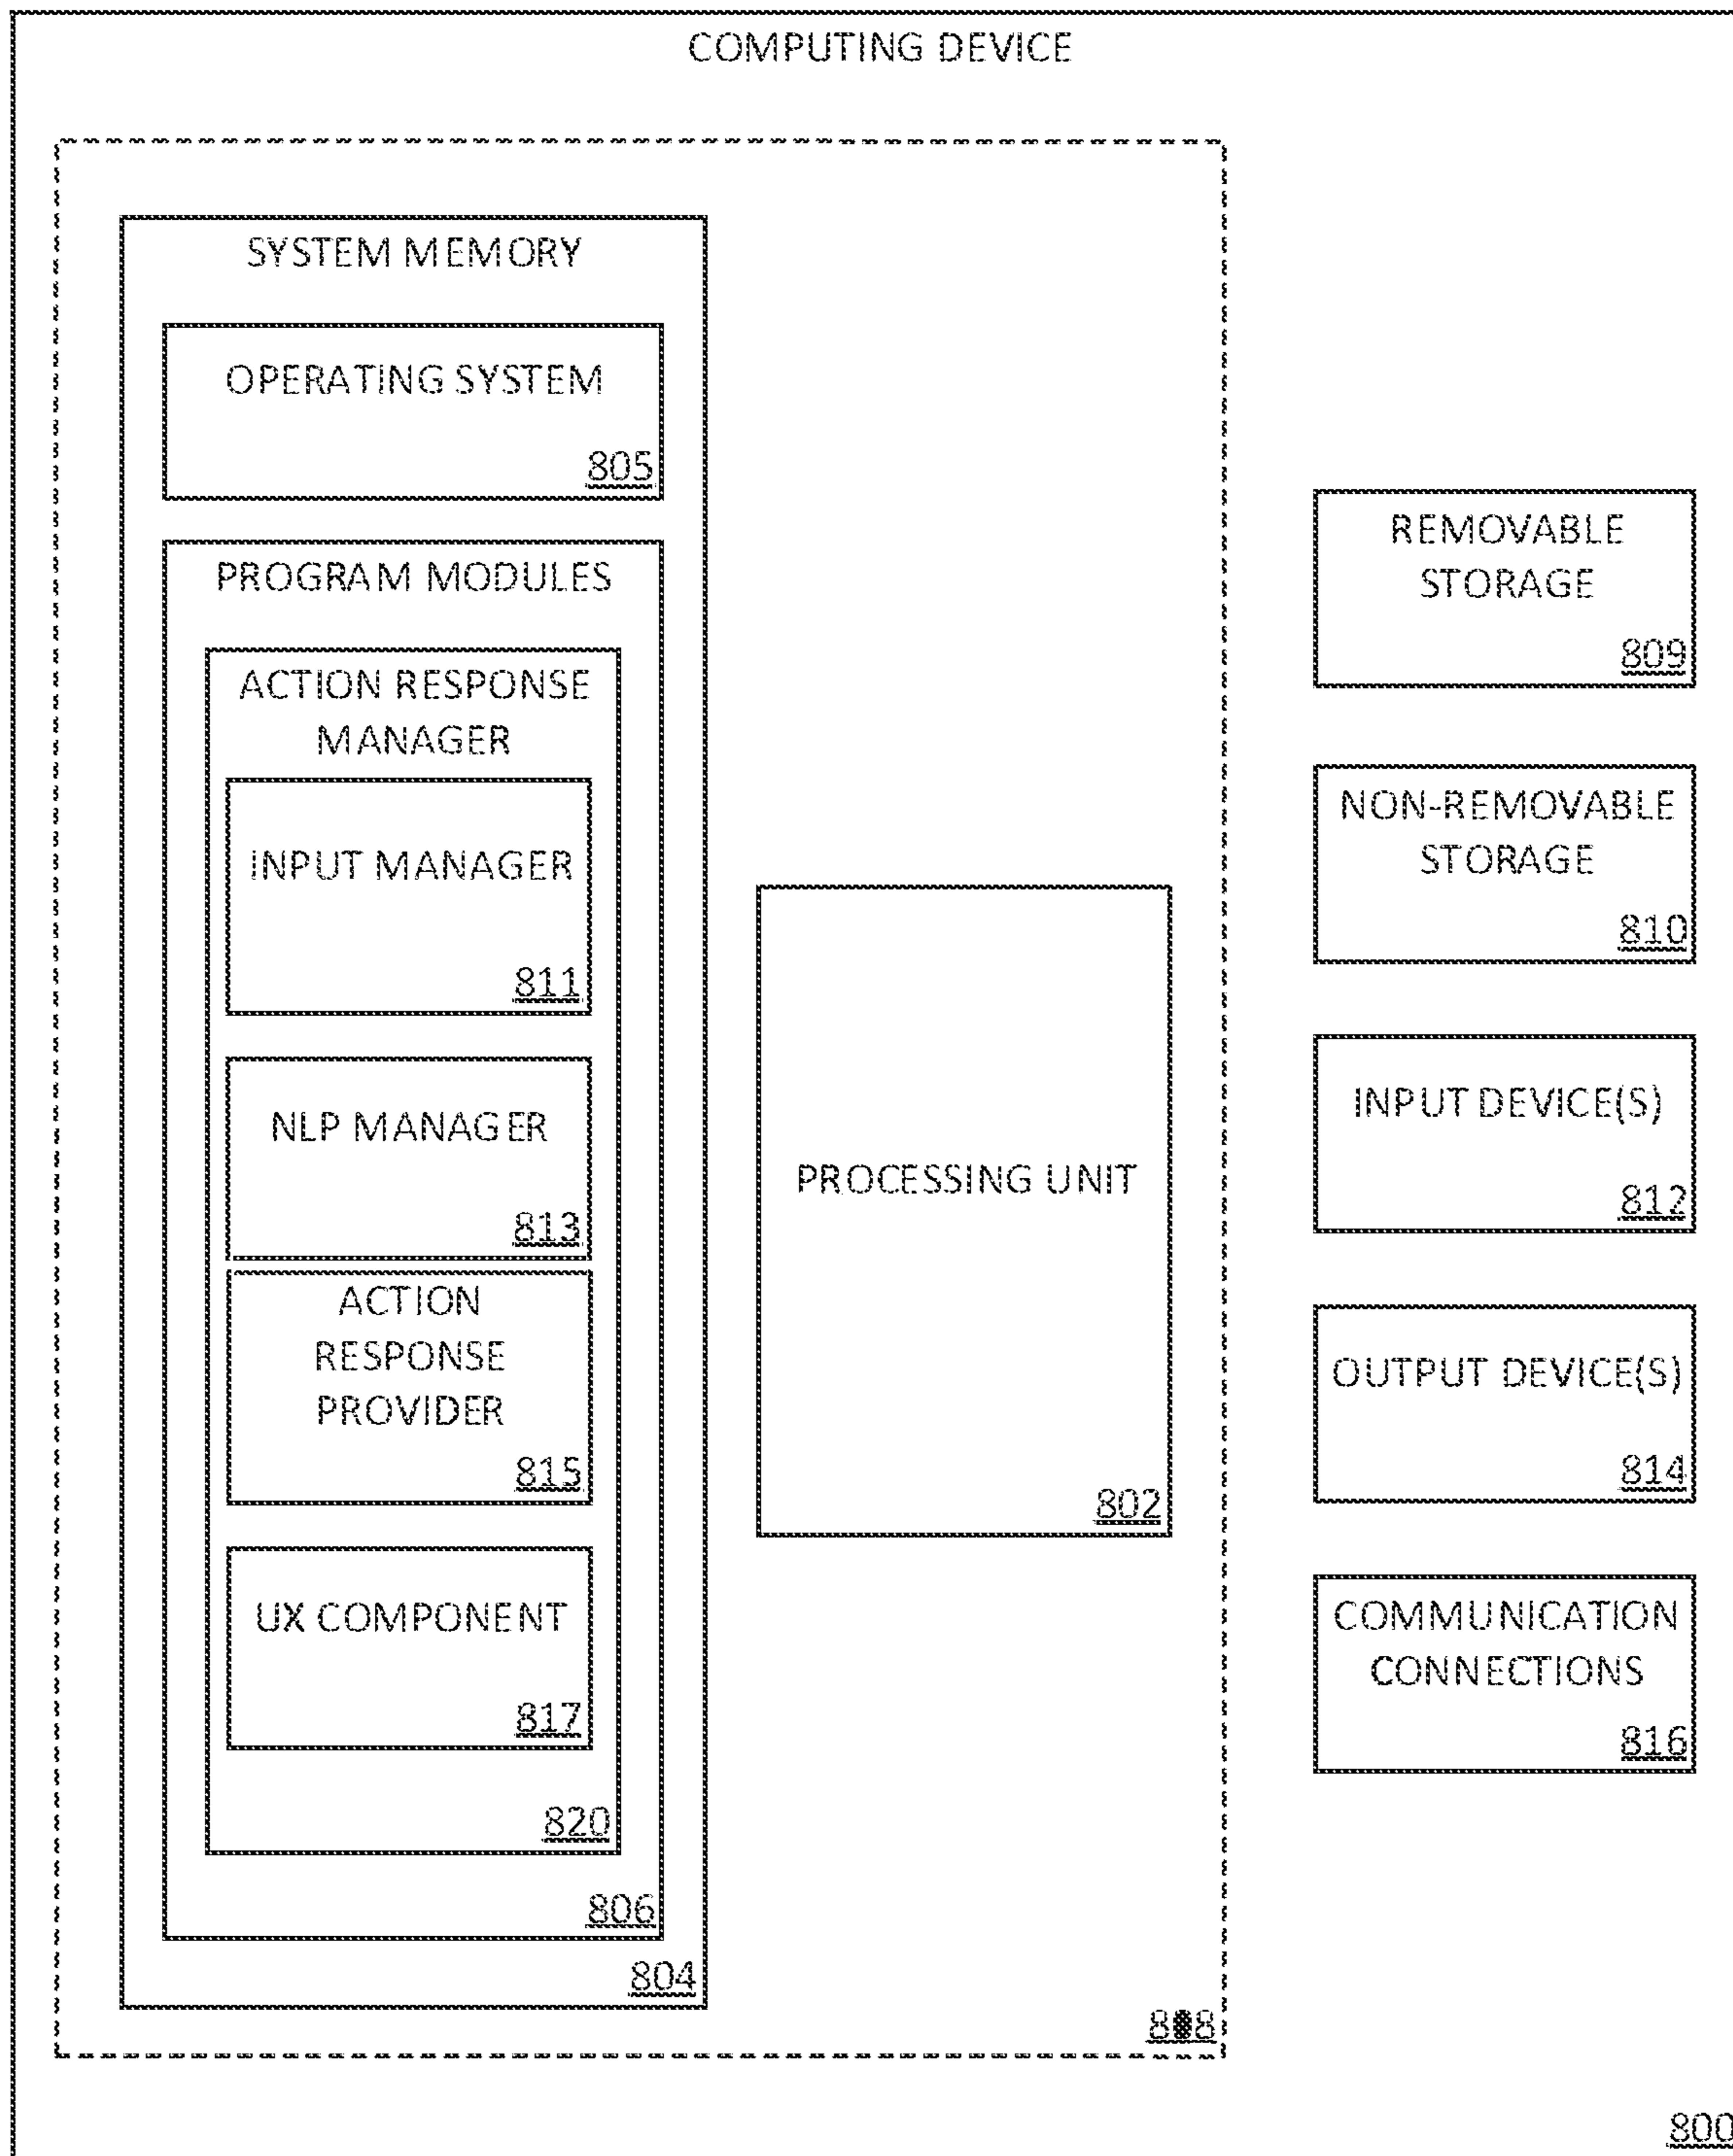 COMPUTING DEVICE
SYSTEM MEMORY
OPERATING SYSTEM
805
PROGRAM MODULES
ACTION RESPONSE
MANAGER
INPUT MANAGER
811
NLP MANAGER
813
ACTION
RESPONSE
PROVIDER
815
UX COMPONENT
817
820
806
804
PROCESSING UNIT
802
REMOVABLE
STORAGE
809
NON-REMOVABLE
STORAGE
810
INPUT DEVICE(S)
812
OUTPUT DEVICE(S)
814
COMMUNICATION
CONNECTIONS
816
800